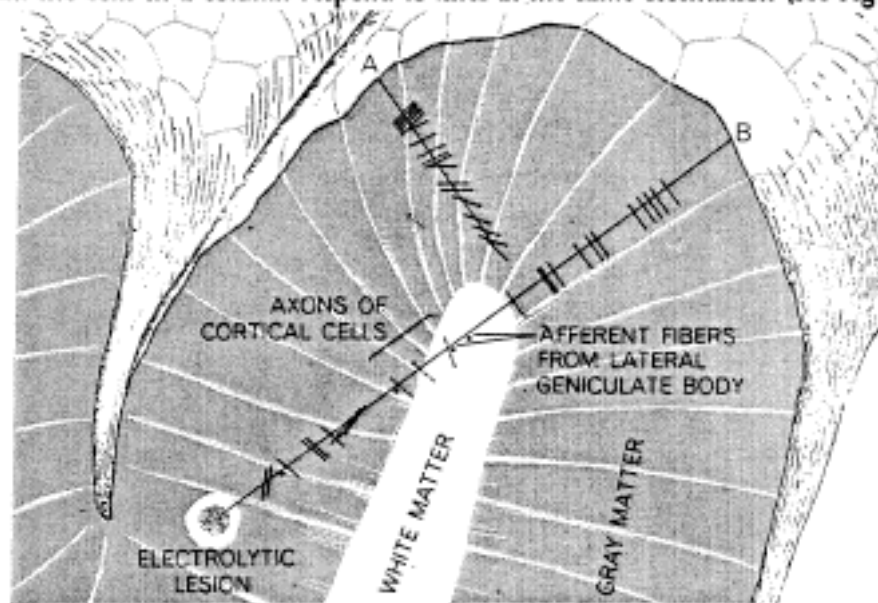 A
B
AXONS OF
CORTICAL CELLS
AFFERENT FIBERS
FROM LATERAL
GENICULATE BODY
WHITE MATTER
GRAY MATTER
ELECTROLYTIC
LESION